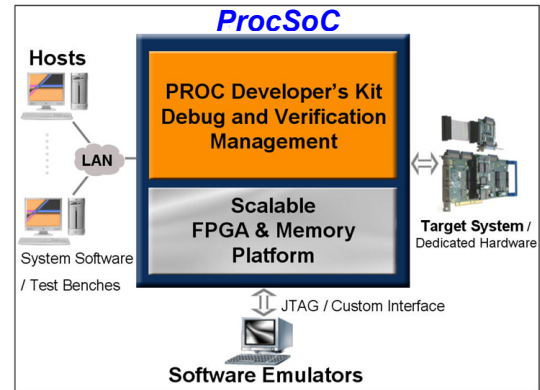 ProcSoC
Hosts
LAN
System Software
/ Test Benches
PROC Developer's Kit
Debug and Verification
Management
Scalable
FPGA & Memory
Platform
Target System /
Dedicated Hardware
JTAG / Custom Interface
Software Emulators